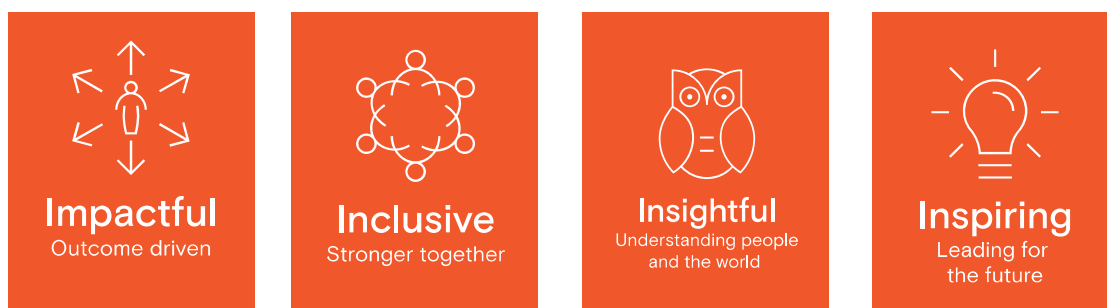 Impactful
Outcome driven
Inclusive
Stronger together
Insightful
Understanding people
and the world
Inspiring
Leading for
the future